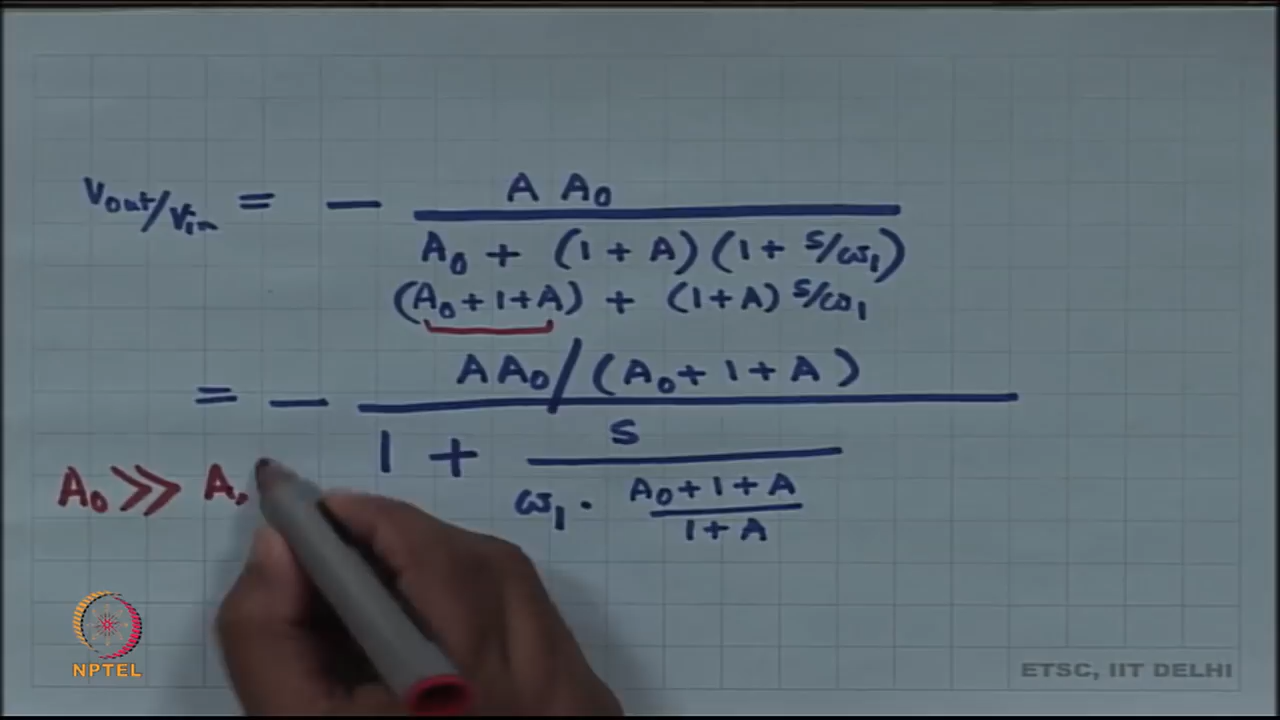 Vout/Vin = - A A0
A0 + (1 + A)(1 + s/ω1)
(A0 + 1 + A) + (1 + A) s/ω1
= - AA0/(A0 + 1 + A)
1 + s
ω1 · A0 + 1 + A
1 + A
A0 >> A,
NPTEL
ETSC, IIT DELHI